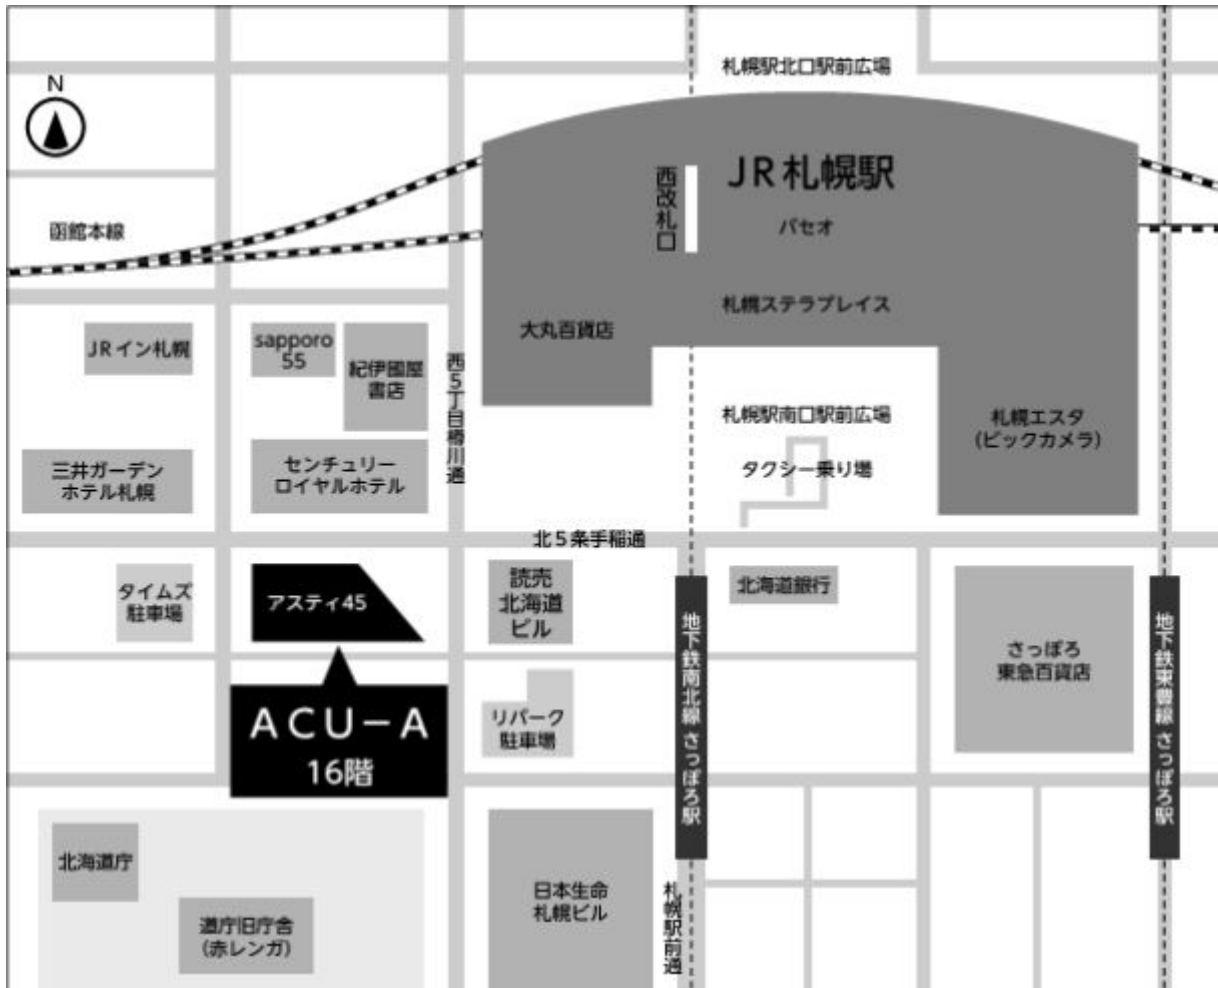 札幌駅北口駅前広場
N
JR札幌駅
西改札口
パセオ
函館本線
札幌ステラプレイス
大丸百貨店
JRイン札幌
sapporo
55
紀伊國屋
書店
西5丁目樽川通
札幌駅南口駅前広場
札幌エスタ
(ビックカメラ)
タクシー乗り場
三井ガーデン
ホテル札幌
センチュリー
ロイヤルホテル
北5条手稲通
タイムズ
駐車場
アスティ45
読売
北海道
ビル
北海道銀行
地下鉄南北線 さっぽろ駅
さっぽろ
東急百貨店
地下鉄東豊線 さっぽろ駅
ACU－A
16階
リパーク
駐車場
北海道庁
道庁旧庁舎
(赤レンガ)
日本生命
札幌ビル
札幌駅前通